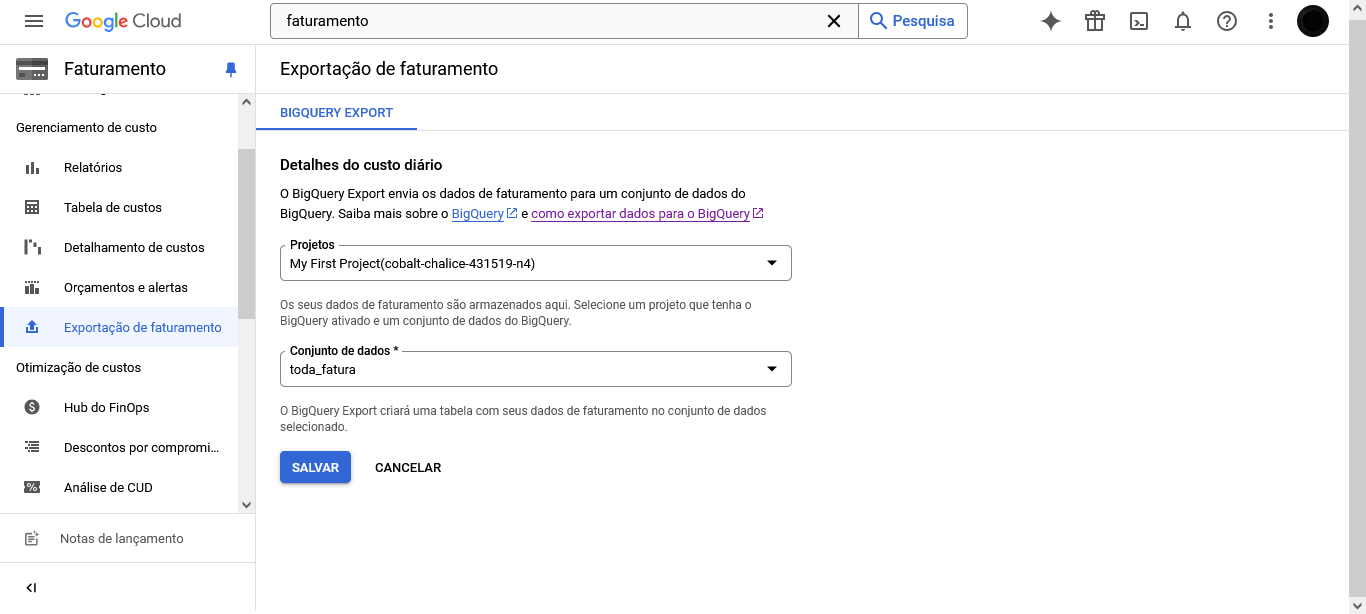 Google Cloud
faturamento
Pesquisa
Faturamento
Exportação de faturamento
BIGQUERY EXPORT
Gerenciamento de custo
Relatórios
Tabela de custos
Detalhamento de custos
Orçamentos e alertas
Exportação de faturamento
Otimização de custos
Hub do FinOps
Descontos por compromi...
Análise de CUD
Notas de lançamento
Detalhes do custo diário
O BigQuery Export envia os dados de faturamento para um conjunto de dados do
BigQuery. Saiba mais sobre o BigQuery e como exportar dados para o BigQuery
Projetos
My First Project(cobalt-chalice-431519-n4)
Os seus dados de faturamento são armazenados aqui. Selecione um projeto que tenha o
BigQuery ativado e um conjunto de dados do BigQuery.
Conjunto de dados *
toda_fatura
O BigQuery Export criará uma tabela com seus dados de faturamento no conjunto de dados
selecionado.
SALVAR CANCELAR